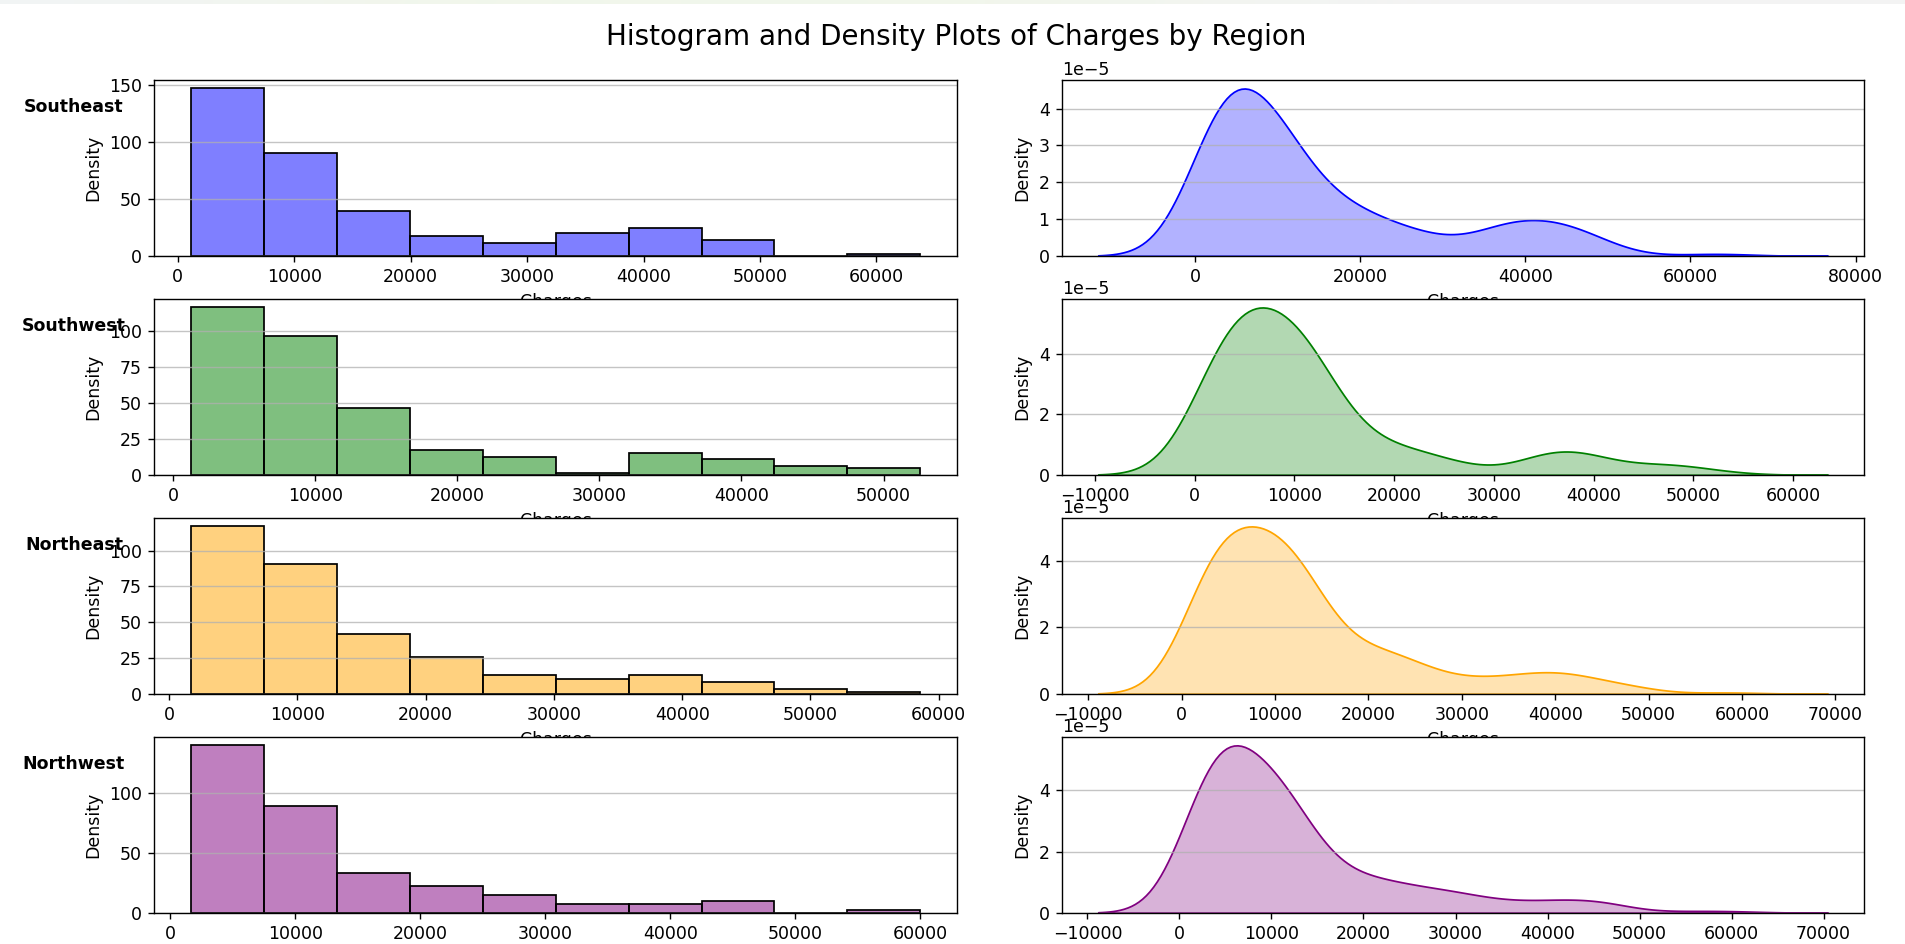 Histogram and Density Plots of Charges by Region
Southeast
Density
150
100
50
0
0 10000 20000 30000 40000 50000 60000
Charges
1e−5
Density
4
3
2
1
0
0 20000 40000 60000 80000
Charges
Southwest
Density
100
75
50
25
0
0 10000 20000 30000 40000 50000
Charges
1e−5
Density
4
2
0
−10000 0 10000 20000 30000 40000 50000 60000
Charges
Northeast
Density
100
75
50
25
0
0 10000 20000 30000 40000 50000 60000
Charges
1e−5
Density
4
2
0
−10000 0 10000 20000 30000 40000 50000 60000 70000
Charges
Northwest
Density
100
50
0
0 10000 20000 30000 40000 50000 60000
1e−5
Density
4
2
0
−10000 0 10000 20000 30000 40000 50000 60000 70000